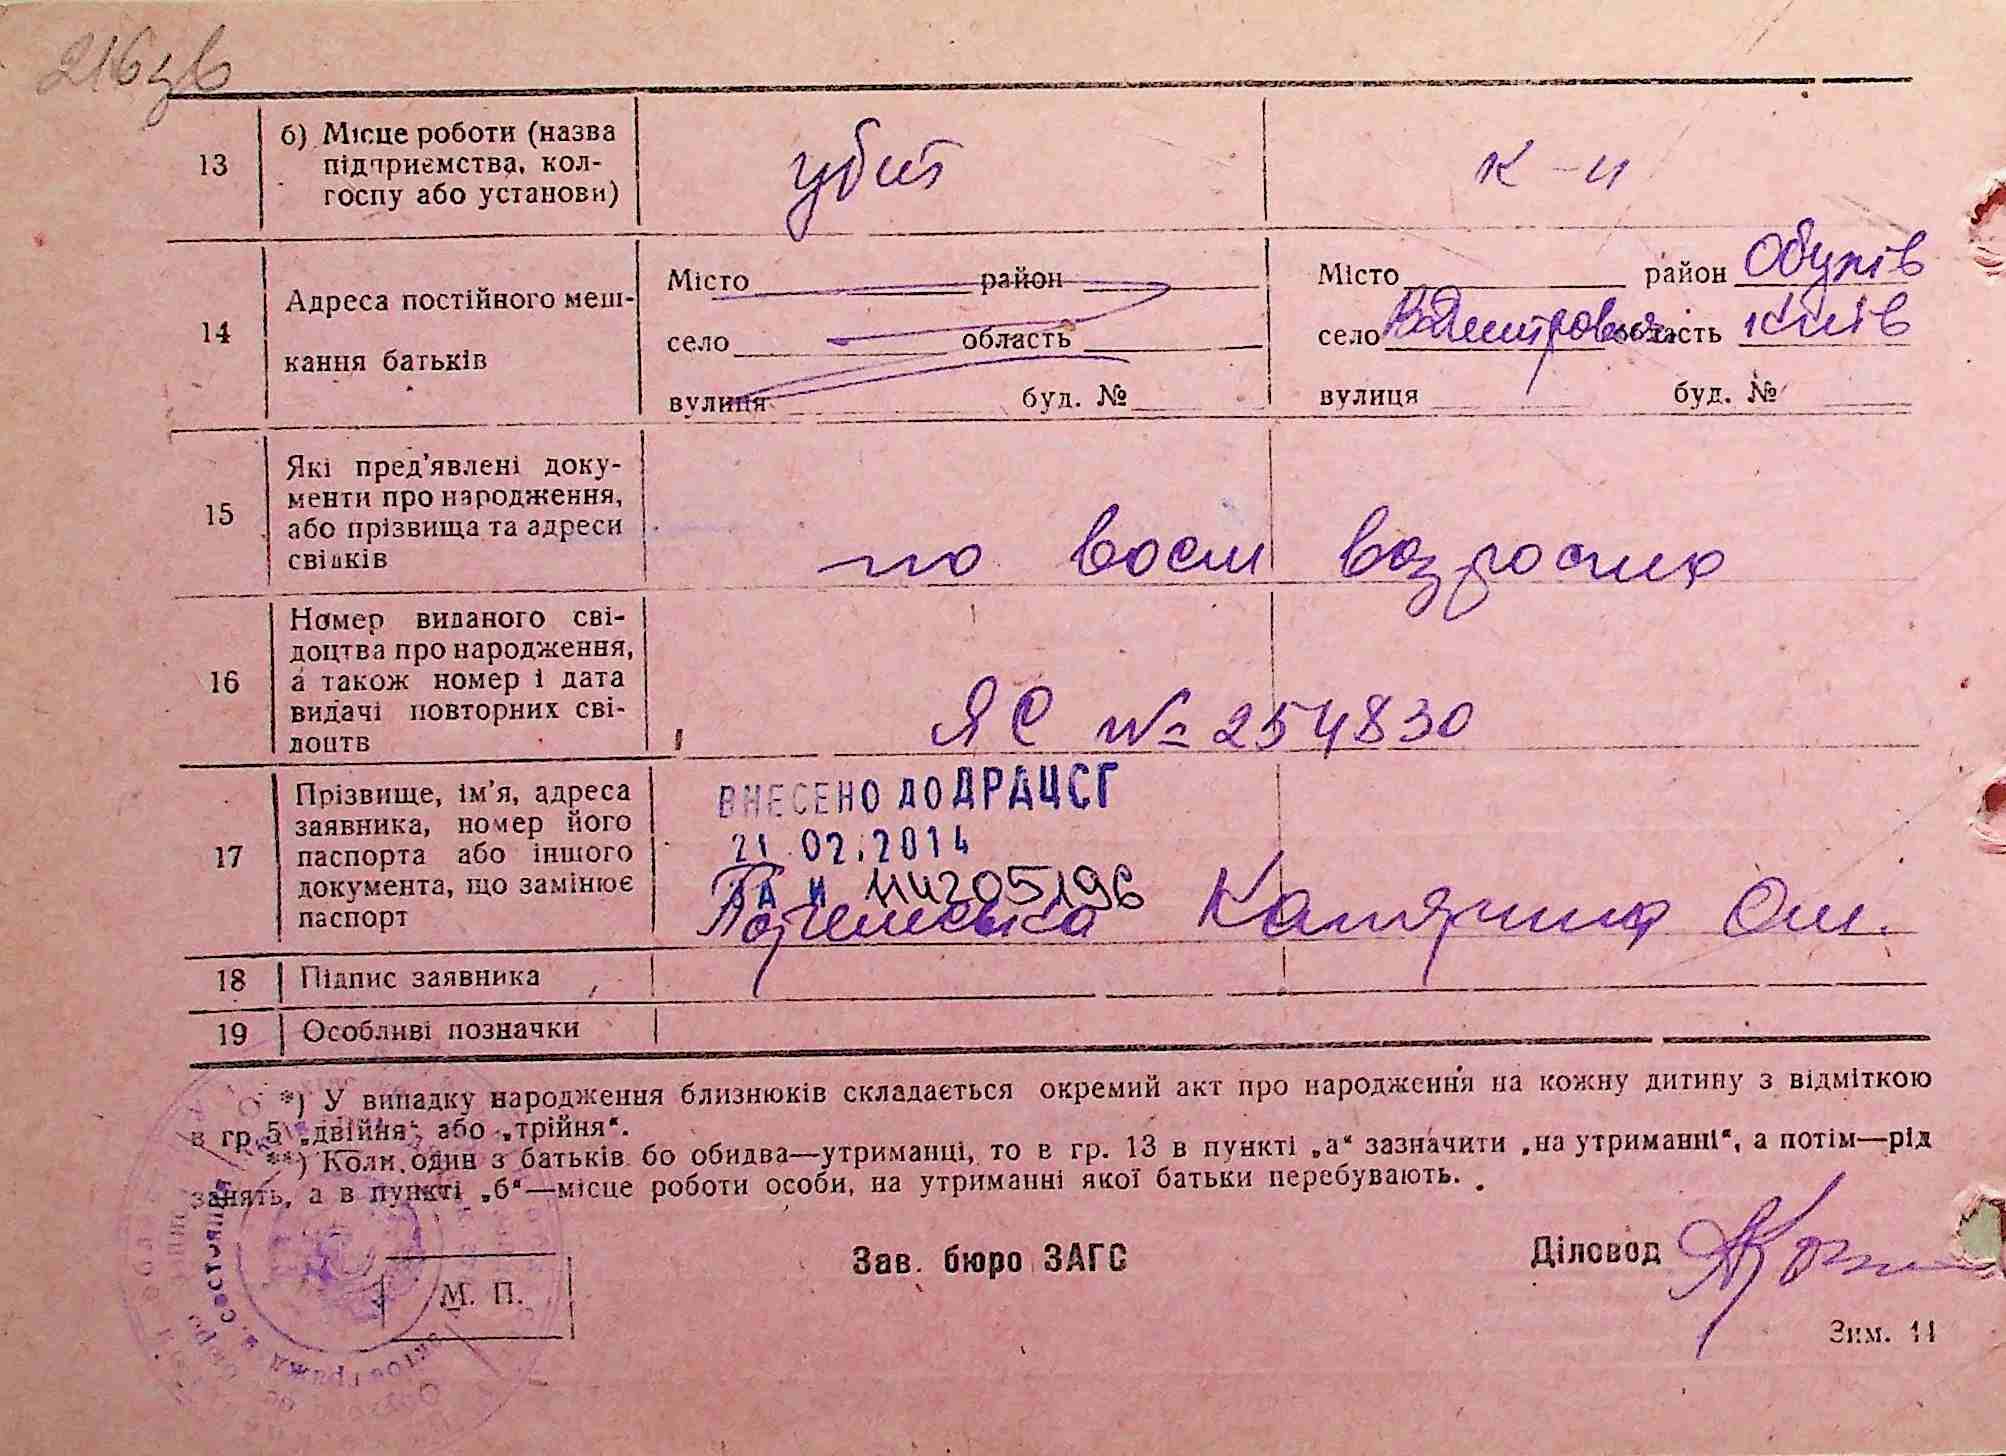 216зв
13
б) Місце роботи (назва
підприємства, кол-
госпу або установи)
убит
к-и
14
Адреса постійного меш-
кання батьків
Місто район
село область
вулиця буд. №
Місто район Обухів
село область Київ
вулиця буд. №
15
Які пред'явлені доку-
менти про народження,
або прізвища та адреси
свідків
по восм возросту
16
Номер виданого сві-
доцтва про народження,
а також номер і дата
видачі повторних сві-
доцтв
ЯС № 254830
17
Прізвище, ім'я, адреса
заявника, номер його
паспорта або іншого
документа, що замінює
паспорт
ВНЕСЕНО ДО ДРАЦСГ
21.02.2014
Катярина Ом.
18
Підпис заявника
19
Особливі позначки
*) У випадку народження близнюків складається окремий акт про народження на кожну дитину з відміткою
в гр. 5 „двійня“ або „трійня“.
**) Коли один з батьків бо обидва—утриманці, то в гр. 13 в пункті „а“ зазначити „на утриманні“, а потім—рід
занять, а в пункті „б“—місце роботи особи, на утриманні якої батьки перебувають.
Зав. бюро ЗАГС
Діловод
М. П.
Зим. 11